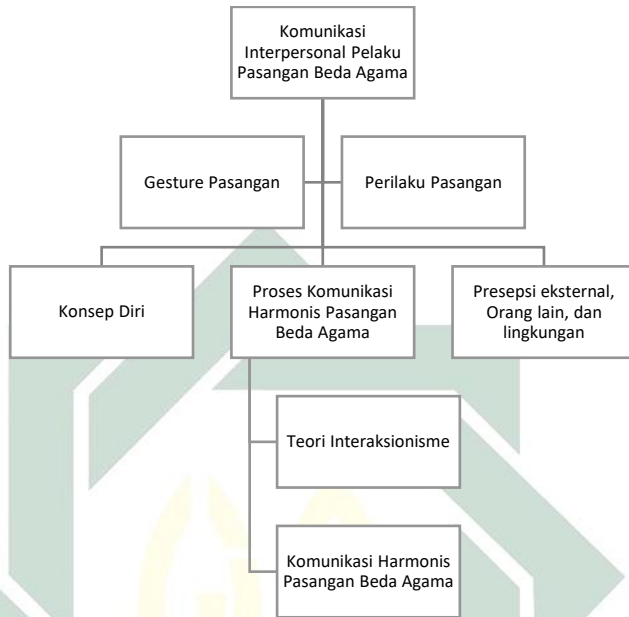 Komunikasi
Interpersonal Pelaku
Pasangan Beda Agama
Gesture Pasangan
Perilaku Pasangan
Konsep Diri
Proses Komunikasi
Harmonis Pasangan
Beda Agama
Presepsi eksternal,
Orang lain, dan
lingkungan
Teori Interaksionisme
Komunikasi Harmonis
Pasangan Beda Agama